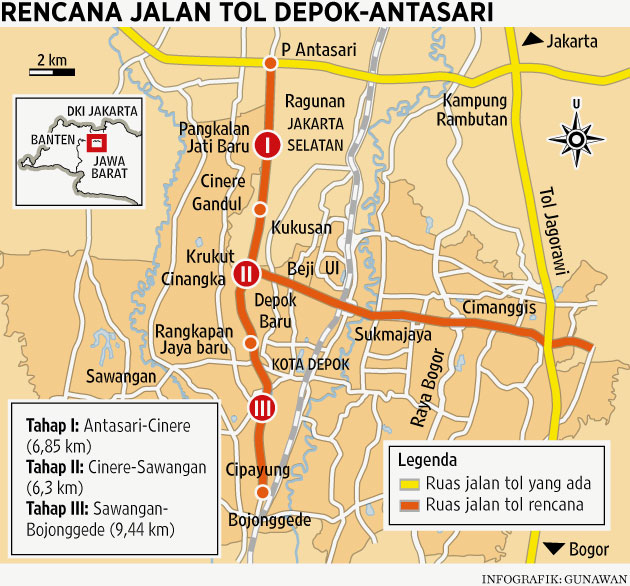 RENCANA JALAN TOL DEPOK-ANTASARI
2 km
P Antasari
Jakarta
DKI JAKARTA
BANTEN
JAWA
BARAT
Ragunan
JAKARTA
SELATAN
Kampung
Rambutan
U
Pangkalan
Jati Baru
I
Cinere
Gandul
Kukusan
Tol Jagorawi
Krukut
Cinangka
II
Beji
UI
Depok
Baru
Cimanggis
Sukmajaya
Rangkapan
Jaya baru
Sawangan
KOTA DEPOK
Raya Bogor
III
Tahap I: Antasari-Cinere
(6,85 km)
Tahap II: Cinere-Sawangan
(6,3 km)
Tahap III: Sawangan-
Bojonggede (9,44 km)
Cipayung
Bojonggede
Legenda
Ruas jalan tol yang ada
Ruas jalan tol rencana
Bogor
INFOGRAFIK: GUNAWAN